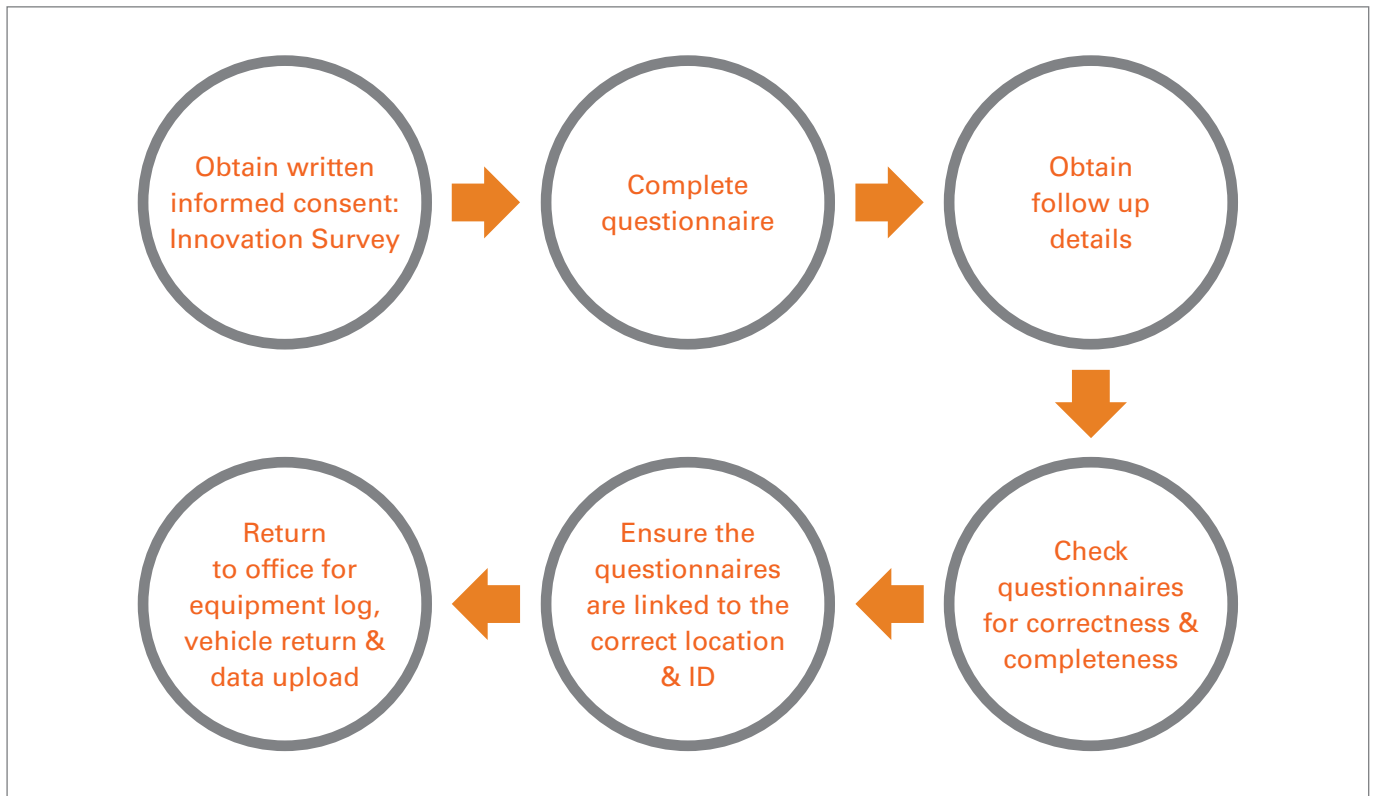 Obtain written
informed consent:
Innovation Survey
Complete
questionnaire
Obtain
follow up
details
Check
questionnaires
for correctness &
completeness
Ensure the
questionnaires
are linked to the
correct location
& ID
Return
to office for
equipment log,
vehicle return &
data upload